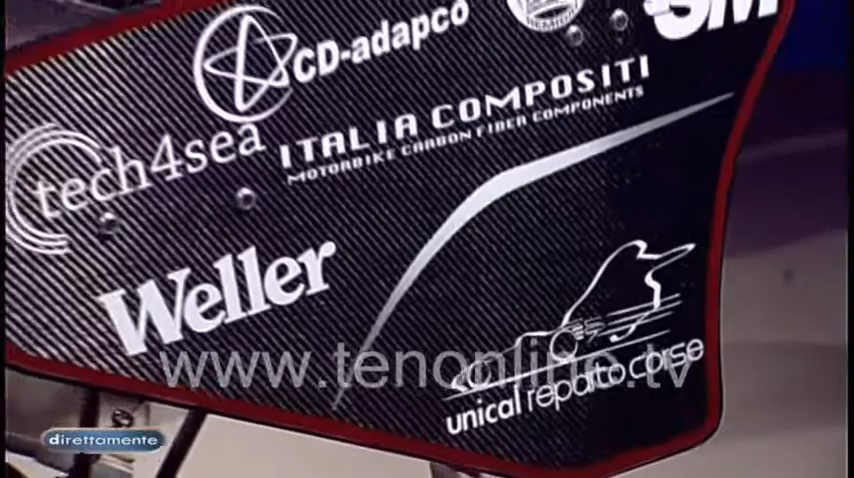 CD-adapco
3M
tech4sea
ITALIA COMPOSITI
MOTORBIKE CARBON FIBER COMPONENTS
Weller
www.tenonline.tv
unical reparto corse
direttamente